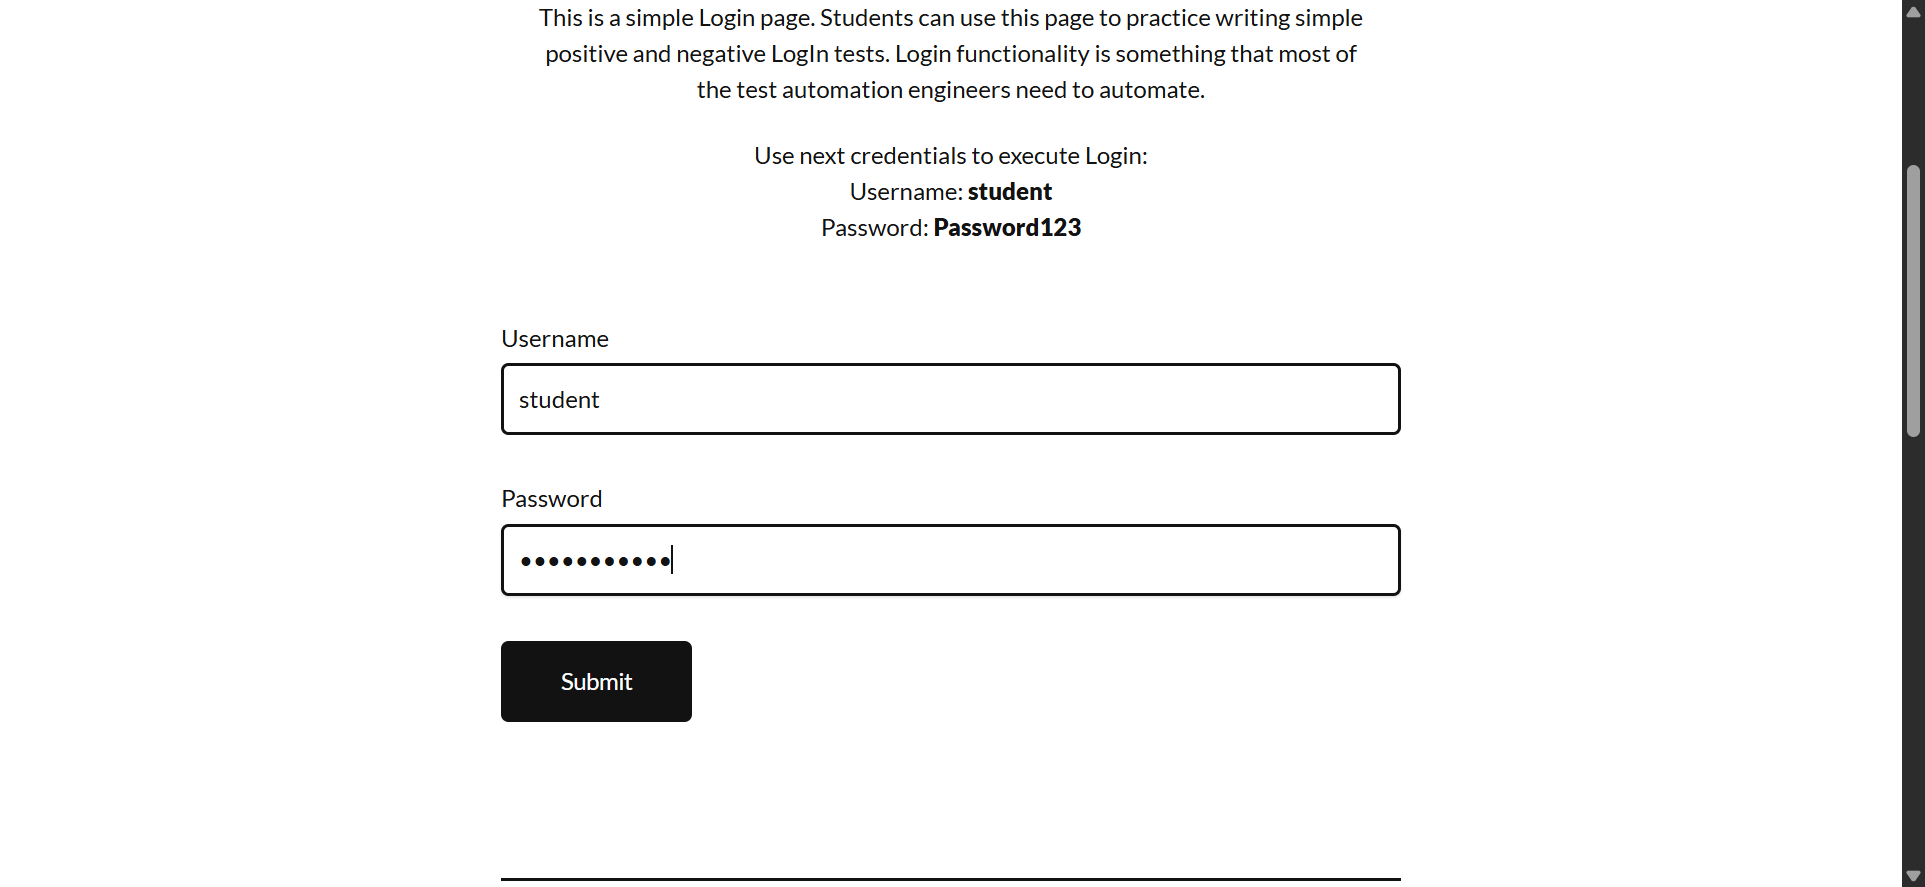 This is a simple Login page. Students can use this page to practice writing simple
positive and negative LogIn tests. Login functionality is something that most of
the test automation engineers need to automate.
Use next credentials to execute Login:
Username: student
Password: Password123
Username
student
Password
•••••••••••
Submit